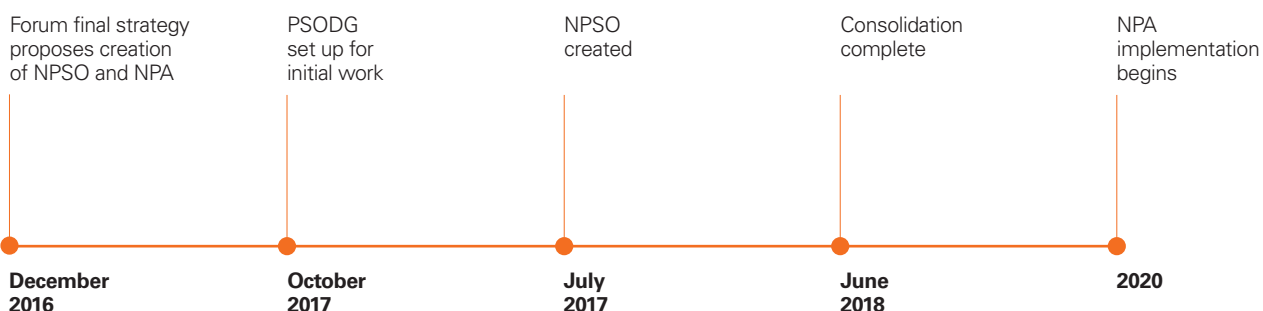 Forum final strategy
proposes creation
of NPSO and NPA
PSODG
set up for
initial work
NPSO
created
Consolidation
complete
NPA
implementation
begins
December
2016
October
2017
July
2017
June
2018
2020